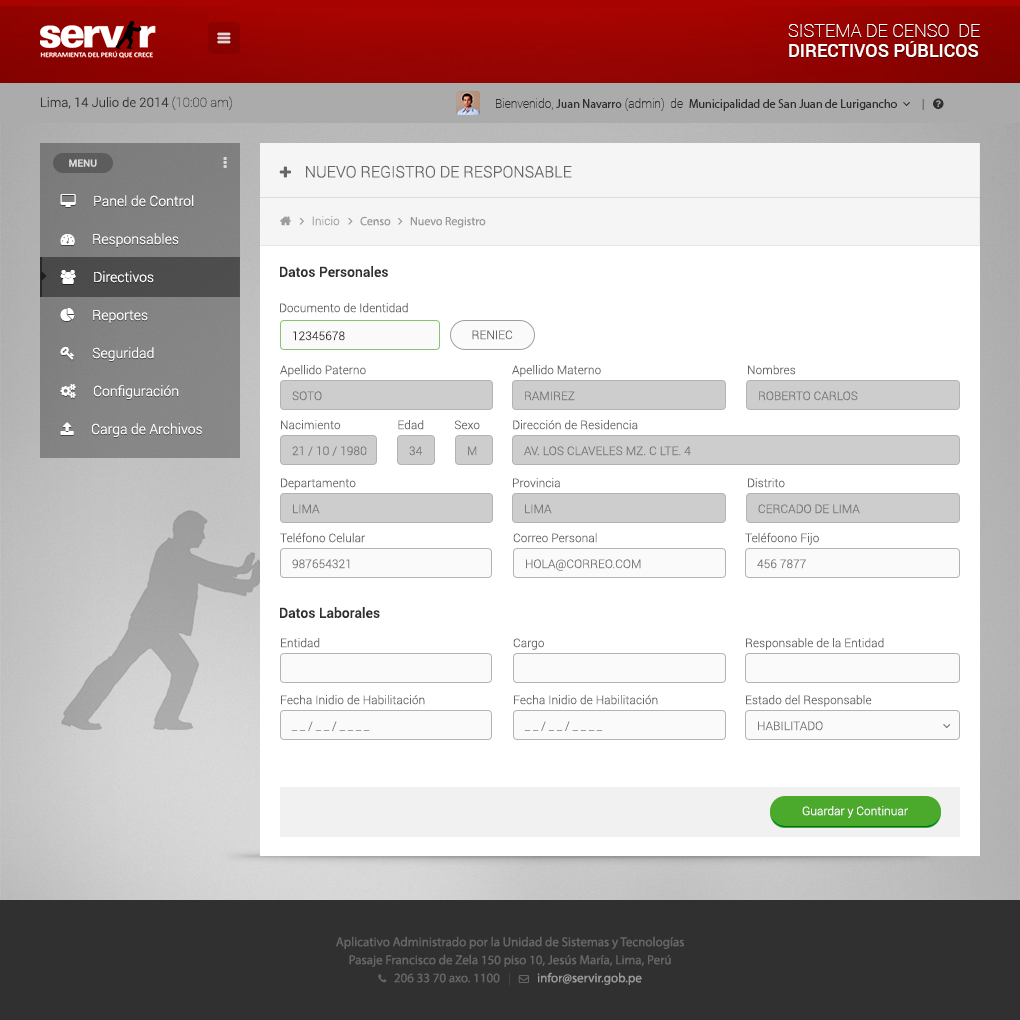 servir
HERRAMIENTA DEL PERÚ QUE CRECE
SISTEMA DE CENSO DE
DIRECTIVOS PÚBLICOS
Lima, 14 Julio de 2014 (10:00 am)
Bienvenido, Juan Navarro (admin) de Municipalidad de San Juan de Lurigancho | ?
MENU
Panel de Control
Responsables
Directivos
Reportes
Seguridad
Configuración
Carga de Archivos
+ NUEVO REGISTRO DE RESPONSABLE
> Inicio > Censo > Nuevo Registro
Datos Personales
Documento de Identidad
12345678 RENIEC
Apellido Paterno Apellido Materno Nombres
SOTO RAMIREZ ROBERTO CARLOS
Nacimiento Edad Sexo Dirección de Residencia
21 / 10 / 1980 34 M AV. LOS CLAVELES MZ. C LTE. 4
Departamento Provincia Distrito
LIMA LIMA CERCADO DE LIMA
Teléfono Celular Correo Personal Teléfoono Fijo
987654321 HOLA@CORREO.COM 456 7877
Datos Laborales
Entidad Cargo Responsable de la Entidad
Fecha Inidio de Habilitación Fecha Inidio de Habilitación Estado del Responsable
_ _ / _ _ / _ _ _ _ _ _ / _ _ / _ _ _ _ HABILITADO
Guardar y Continuar
Aplicativo Administrado por la Unidad de Sistemas y Tecnologías
Pasaje Francisco de Zela 150 piso 10, Jesús María, Lima, Perú
206 33 70 axo. 1100 | infor@servir.gob.pe